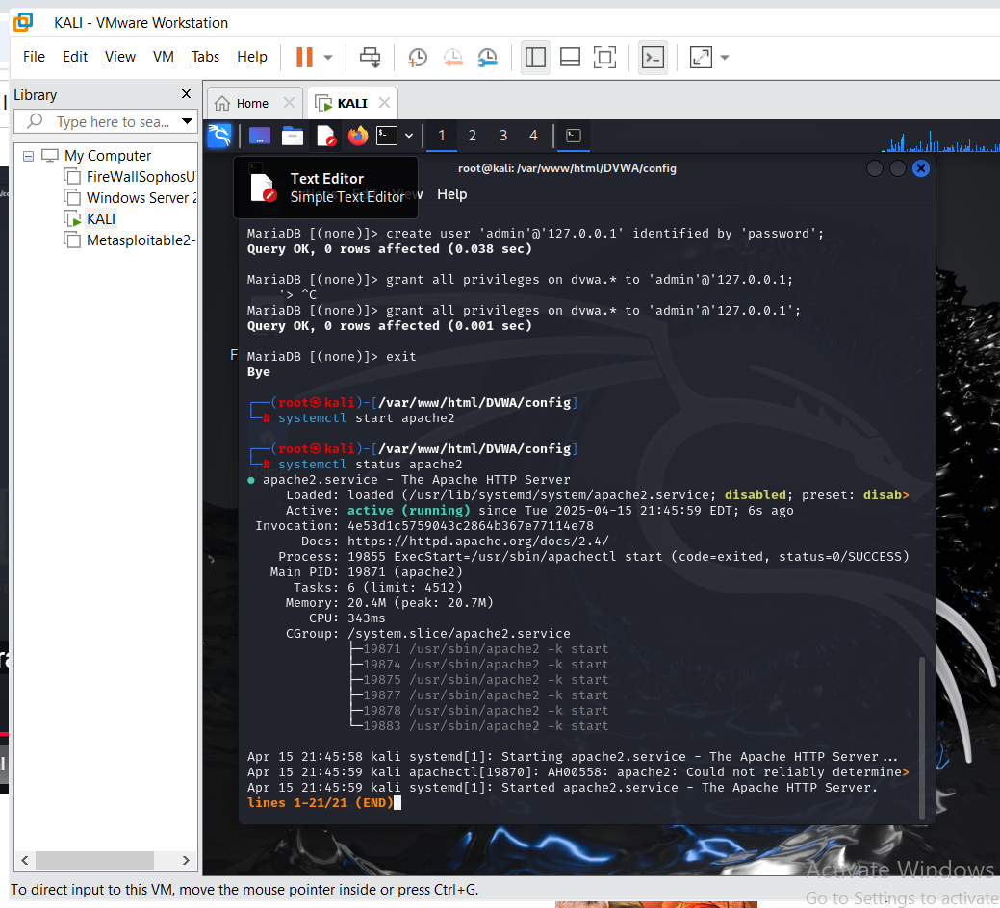 KALI - VMware Workstation
File Edit View VM Tabs Help
Library
Type here to sea...
Home
KALI
1 2 3 4
My Computer
FireWallSophosU
Windows Server 2
KALI
Metasploitable2-
Text Editor
Simple Text Editor
root@kali: /var/www/html/DVWA/config
View Help
MariaDB [(none)]> create user 'admin'@'127.0.0.1' identified by 'password';
Query OK, 0 rows affected (0.038 sec)
MariaDB [(none)]> grant all privileges on dvwa.* to 'admin'@'127.0.0.1;
'> ^C
MariaDB [(none)]> grant all privileges on dvwa.* to 'admin'@'127.0.0.1';
Query OK, 0 rows affected (0.001 sec)
F
MariaDB [(none)]> exit
Bye
┌──(root㉿kali)-[/var/www/html/DVWA/config]
└─# systemctl start apache2
┌──(root㉿kali)-[/var/www/html/DVWA/config]
└─# systemctl status apache2
● apache2.service - The Apache HTTP Server
Loaded: loaded (/usr/lib/systemd/system/apache2.service; disabled; preset: disab>
Active: active (running) since Tue 2025-04-15 21:45:59 EDT; 6s ago
Invocation: 4e53d1c5759043c2864b367e77114e78
Docs: https://httpd.apache.org/docs/2.4/
Process: 19855 ExecStart=/usr/sbin/apachectl start (code=exited, status=0/SUCCESS)
Main PID: 19871 (apache2)
Tasks: 6 (limit: 4512)
Memory: 20.4M (peak: 20.7M)
CPU: 343ms
CGroup: /system.slice/apache2.service
├─19871 /usr/sbin/apache2 -k start
├─19874 /usr/sbin/apache2 -k start
├─19875 /usr/sbin/apache2 -k start
├─19877 /usr/sbin/apache2 -k start
├─19878 /usr/sbin/apache2 -k start
└─19883 /usr/sbin/apache2 -k start
Apr 15 21:45:58 kali systemd[1]: Starting apache2.service - The Apache HTTP Server...
Apr 15 21:45:59 kali apachectl[19870]: AH00558: apache2: Could not reliably determine>
Apr 15 21:45:59 kali systemd[1]: Started apache2.service - The Apache HTTP Server.
lines 1-21/21 (END)
Activate Windows
Go to Settings to activate
To direct input to this VM, move the mouse pointer inside or press Ctrl+G.